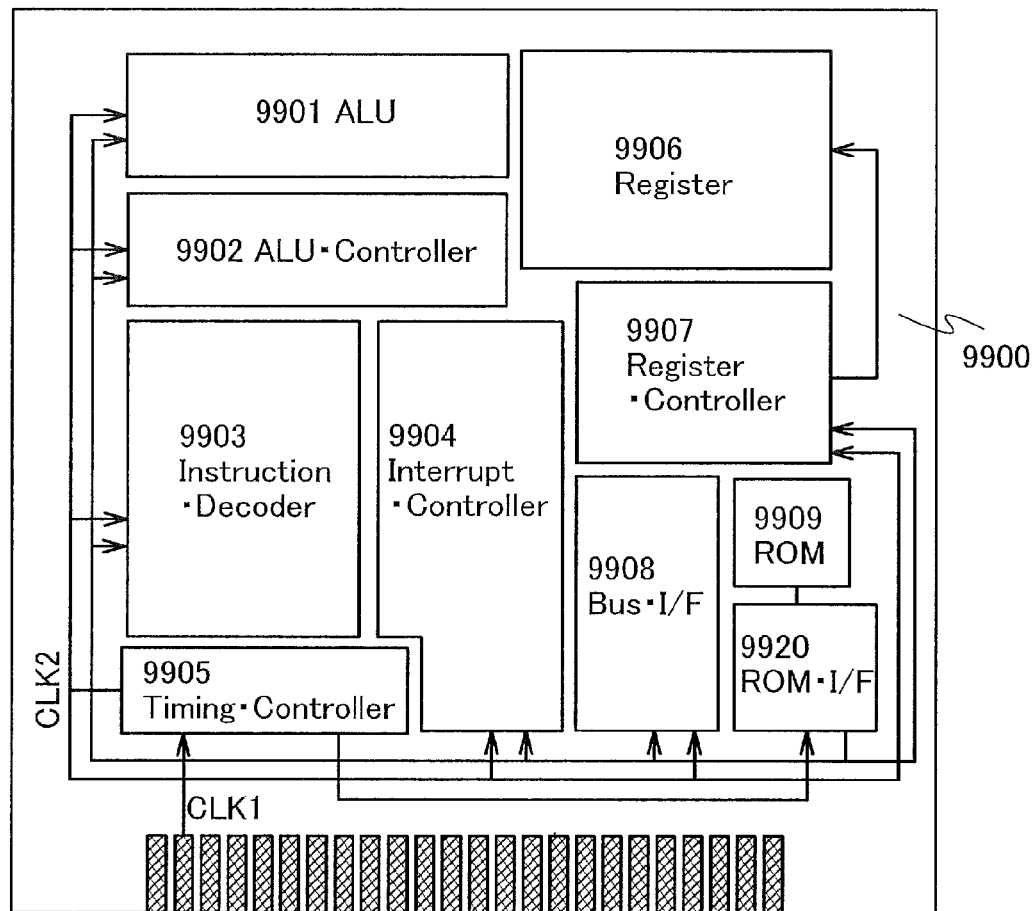 9901 ALU
9906
Register
9902 ALU・Controller
9907
Register
・Controller
9900
9903
Instruction
・Decoder
9904
Interrupt
・Controller
9909
ROM
9908
Bus・I/F
9920
ROM・I/F
CLK2
9905
Timing・Controller
CLK1